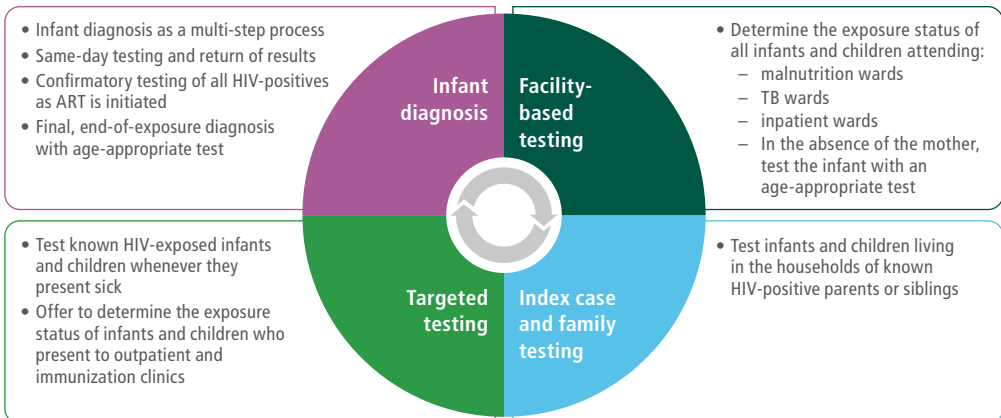 • Infant diagnosis as a multi-step process
• Same-day testing and return of results
• Confirmatory testing of all HIV-positives
as ART is initiated
• Final, end-of-exposure diagnosis
with age-appropriate test
Infant
diagnosis
Facility-
based
testing
• Determine the exposure status of
all infants and children attending:
– malnutrition wards
– TB wards
– inpatient wards
– In the absence of the mother,
test the infant with an
age-appropriate test
• Test known HIV-exposed infants
and children whenever they
present sick
• Offer to determine the exposure
status of infants and children who
present to outpatient and
immunization clinics
Targeted
testing
Index case
and family
testing
• Test infants and children living
in the households of known
HIV-positive parents or siblings